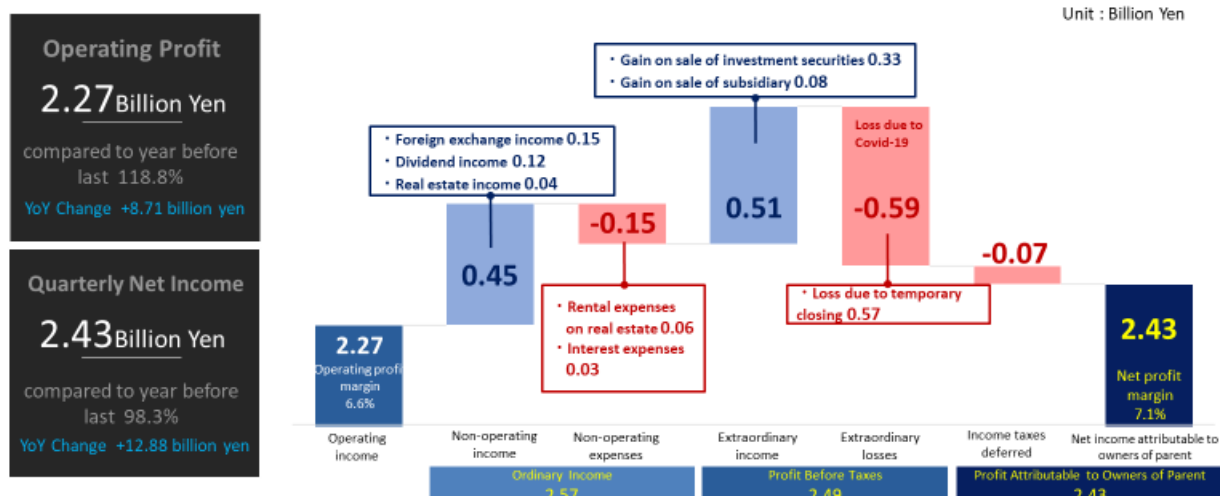 Unit : Billion Yen
Operating Profit
2.27Billion Yen
compared to year before
last 118.8%
YoY Change +8.71 billion yen
Quarterly Net Income
2.43Billion Yen
compared to year before
last 98.3%
YoY Change +12.88 billion yen
・Gain on sale of investment securities 0.33
・Gain on sale of subsidiary 0.08
・Foreign exchange income 0.15
・Dividend income 0.12
・Real estate income 0.04
Loss due to
Covid-19
0.45
-0.15
0.51
-0.59
-0.07
・Rental expenses
on real estate 0.06
・Interest expenses
0.03
・Loss due to temporary
closing 0.57
2.27
Operating profit
margin
6.6%
2.43
Net profit
margin
7.1%
Operating
income
Non-operating
income
Non-operating
expenses
Extraordinary
income
Extraordinary
losses
Income taxes
deferred
Net income attributable to
owners of parent
Ordinary Income
2.57
Profit Before Taxes
2.49
Profit Attributable to Owners of Parent
2.43